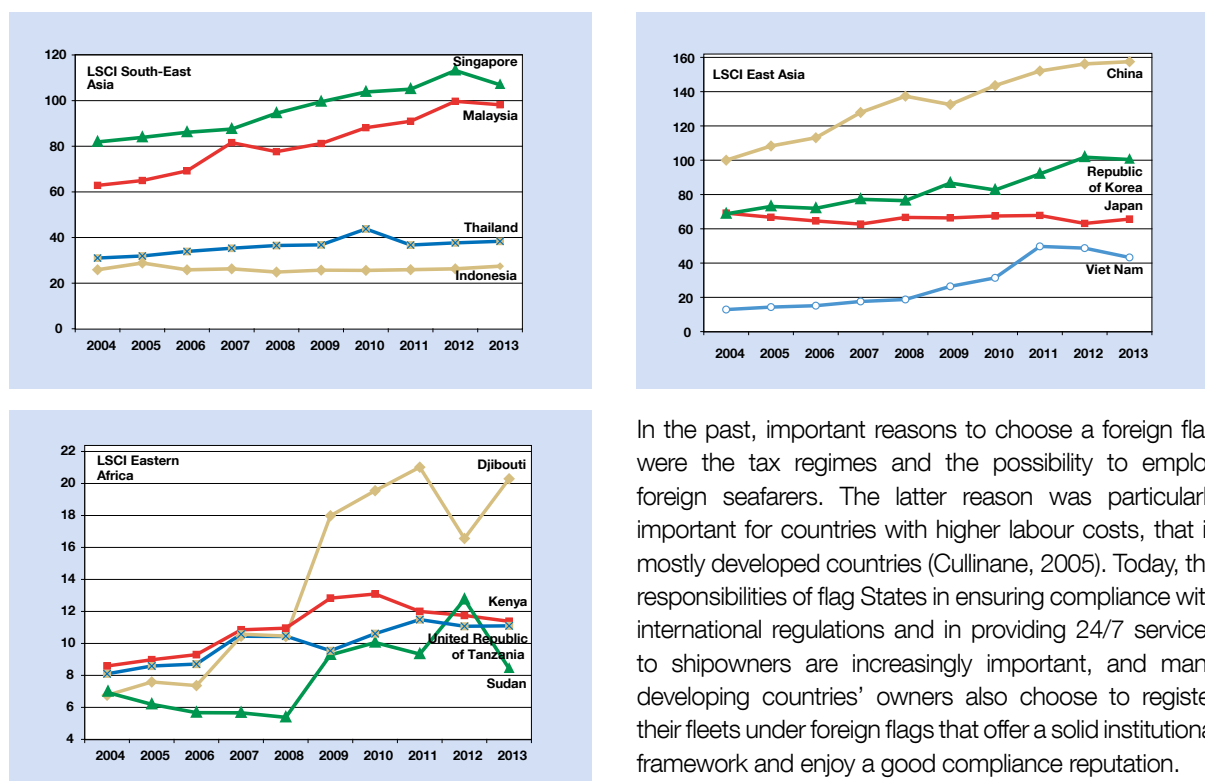 120
LSCI South-East
Asia
Singapore
100
Malaysia
80
60
Thailand
40
Indonesia
20
0
2004 2005 2006 2007 2008 2009 2010 2011 2012 2013
160
LSCI East Asia
China
140
120
100
Republic
of Korea
80
Japan
60
40
Viet Nam
20
0
2004 2005 2006 2007 2008 2009 2010 2011 2012 2013
22
LSCI Eastern
Africa
Djibouti
20
18
16
14
Kenya
12
United Republic
of Tanzania
10
Sudan
8
6
4
2004 2005 2006 2007 2008 2009 2010 2011 2012 2013
In the past, important reasons to choose a foreign fla
were the tax regimes and the possibility to emplo
foreign seafarers. The latter reason was particularl
important for countries with higher labour costs, that i
mostly developed countries (Cullinane, 2005). Today, th
responsibilities of flag States in ensuring compliance wit
international regulations and in providing 24/7 service
to shipowners are increasingly important, and man
developing countries’ owners also choose to registe
their fleets under foreign flags that offer a solid institutiona
framework and enjoy a good compliance reputation.